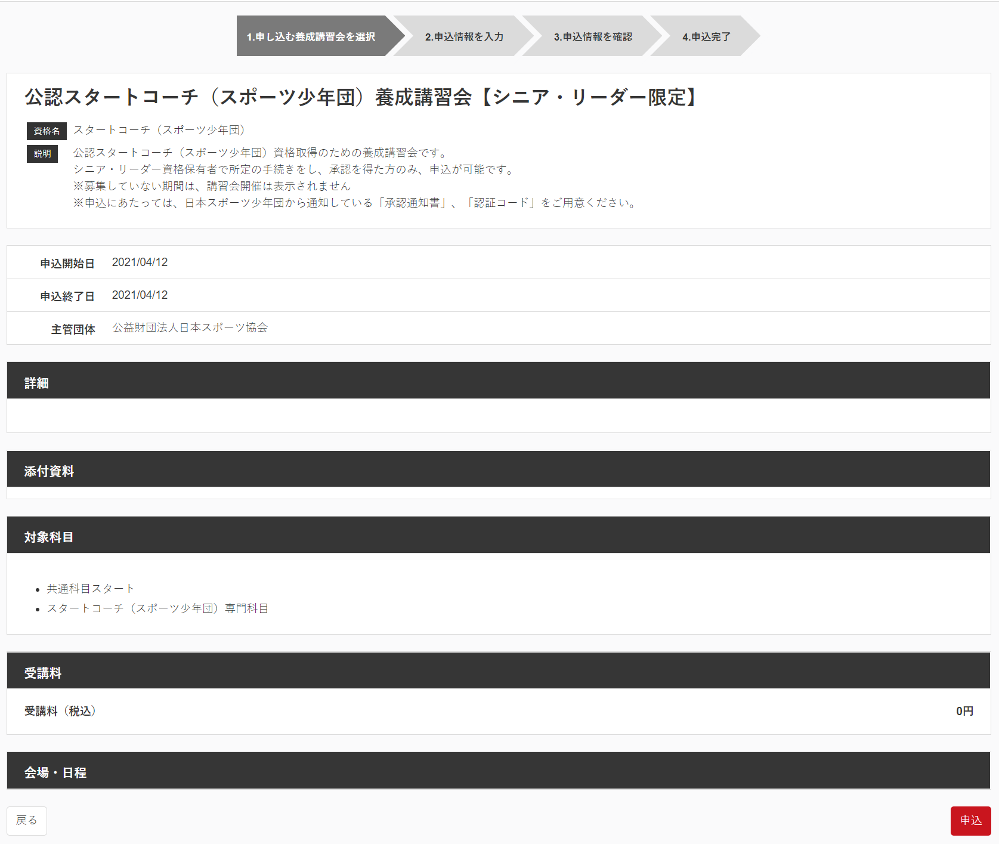 1.申し込む養成講習会を選択
2.申込情報を入力
3.申込情報を確認
4.申込完了
公認スタートコーチ（スポーツ少年団）養成講習会【シニア・リーダー限定】
資格名 スタートコーチ（スポーツ少年団）
説明 公認スタートコーチ（スポーツ少年団）資格取得のための養成講習会です。
シニア・リーダー資格保有者で所定の手続きをし、承認を得た方のみ、申込が可能です。
※募集していない期間は、講習会開催は表示されません
※申込にあたっては、日本スポーツ少年団から通知している「承認通知書」、「認証コード」をご用意ください。
申込開始日 2021/04/12
申込終了日 2021/04/12
主管団体 公益財団法人日本スポーツ協会
詳細
添付資料
対象科目
• 共通科目スタート
• スタートコーチ（スポーツ少年団）専門科目
受講料
受講料（税込） 0円
会場・日程
戻る
申込